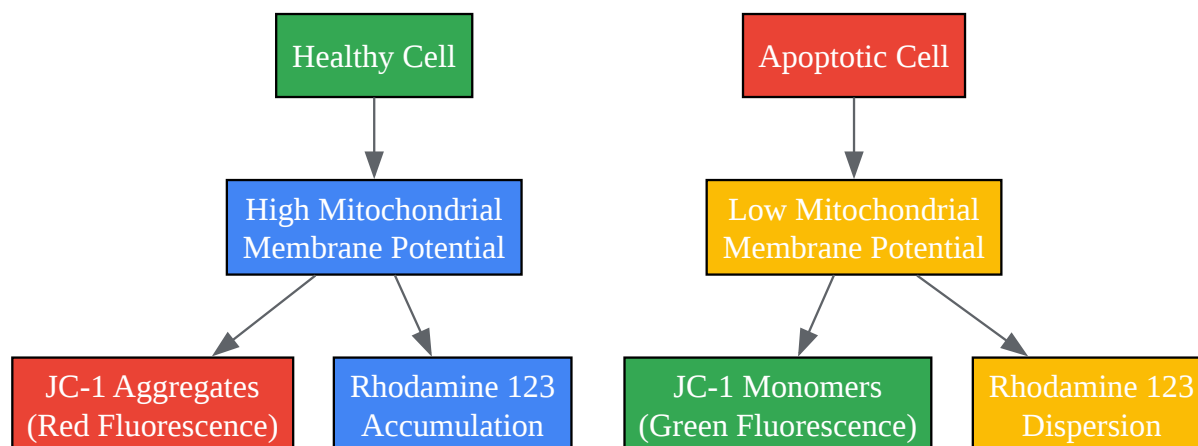 Healthy Cell
Apoptotic Cell
High Mitochondrial
Membrane Potential
Low Mitochondrial
Membrane Potential
JC-1 Aggregates
(Red Fluorescence)
Rhodamine 123
Accumulation
JC-1 Monomers
(Green Fluorescence)
Rhodamine 123
Dispersion